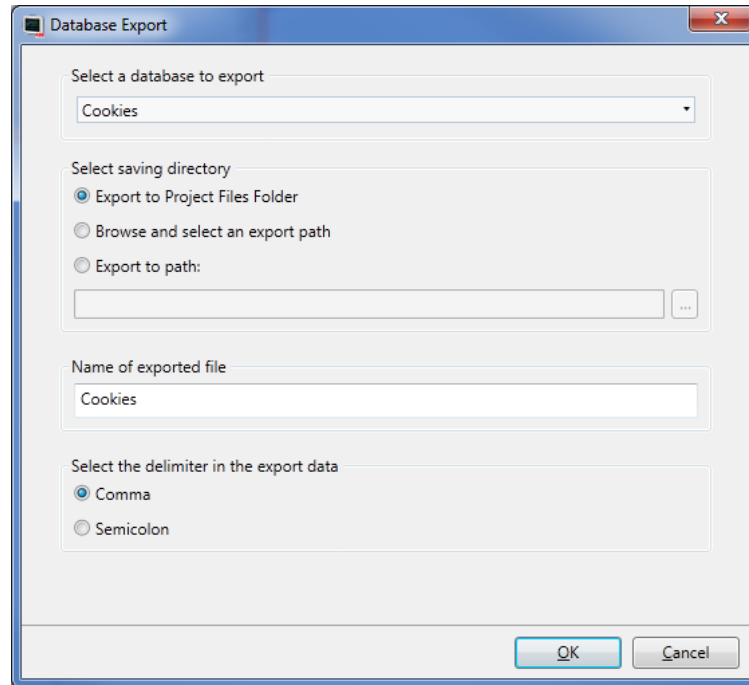 Database Export
Select a database to export
Cookies
Select saving directory
Export to Project Files Folder
Browse and select an export path
Export to path:
...
Name of exported file
Cookies
Select the delimiter in the export data
Comma
Semicolon
OK
Cancel